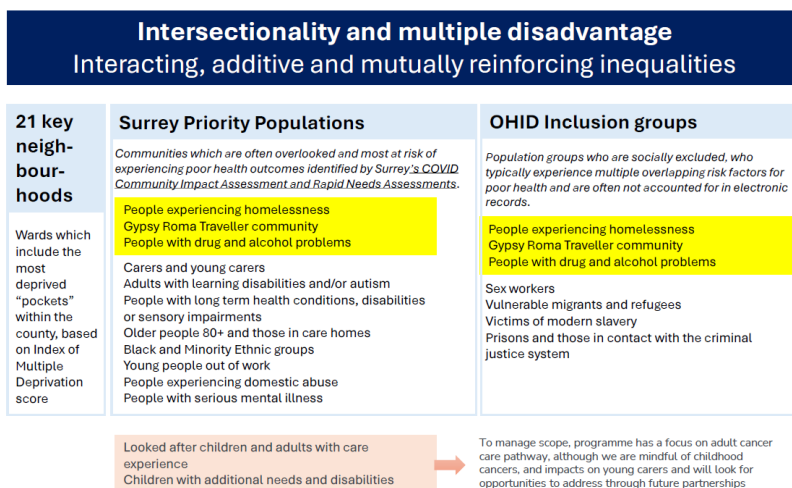 Intersectionality and multiple disadvantage
Interacting, additive and mutually reinforcing inequalities
21 key
neigh-
bour-
hoods
Wards which
include the
most
deprived
“pockets”
within the
county, based
on Index of
Multiple
Deprivation
score
Surrey Priority Populations
Communities which are often overlooked and most at risk of
experiencing poor health outcomes identified by Surrey's COVID
Community Impact Assessment and Rapid Needs Assessments.
People experiencing homelessness
Gypsy Roma Traveller community
People with drug and alcohol problems
Carers and young carers
Adults with learning disabilities and/or autism
People with long term health conditions, disabilities
or sensory impairments
Older people 80+ and those in care homes
Black and Minority Ethnic groups
Young people out of work
People experiencing domestic abuse
People with serious mental illness
OHID Inclusion groups
Population groups who are socially excluded, who
typically experience multiple overlapping risk factors for
poor health and are often not accounted for in electronic
records.
People experiencing homelessness
Gypsy Roma Traveller community
People with drug and alcohol problems
Sex workers
Vulnerable migrants and refugees
Victims of modern slavery
Prisons and those in contact with the criminal
justice system
Looked after children and adults with care
experience
Children with additional needs and disabilities
To manage scope, programme has a focus on adult cancer
care pathway, although we are mindful of childhood
cancers, and impacts on young carers and will look for
opportunities to address through future partnerships